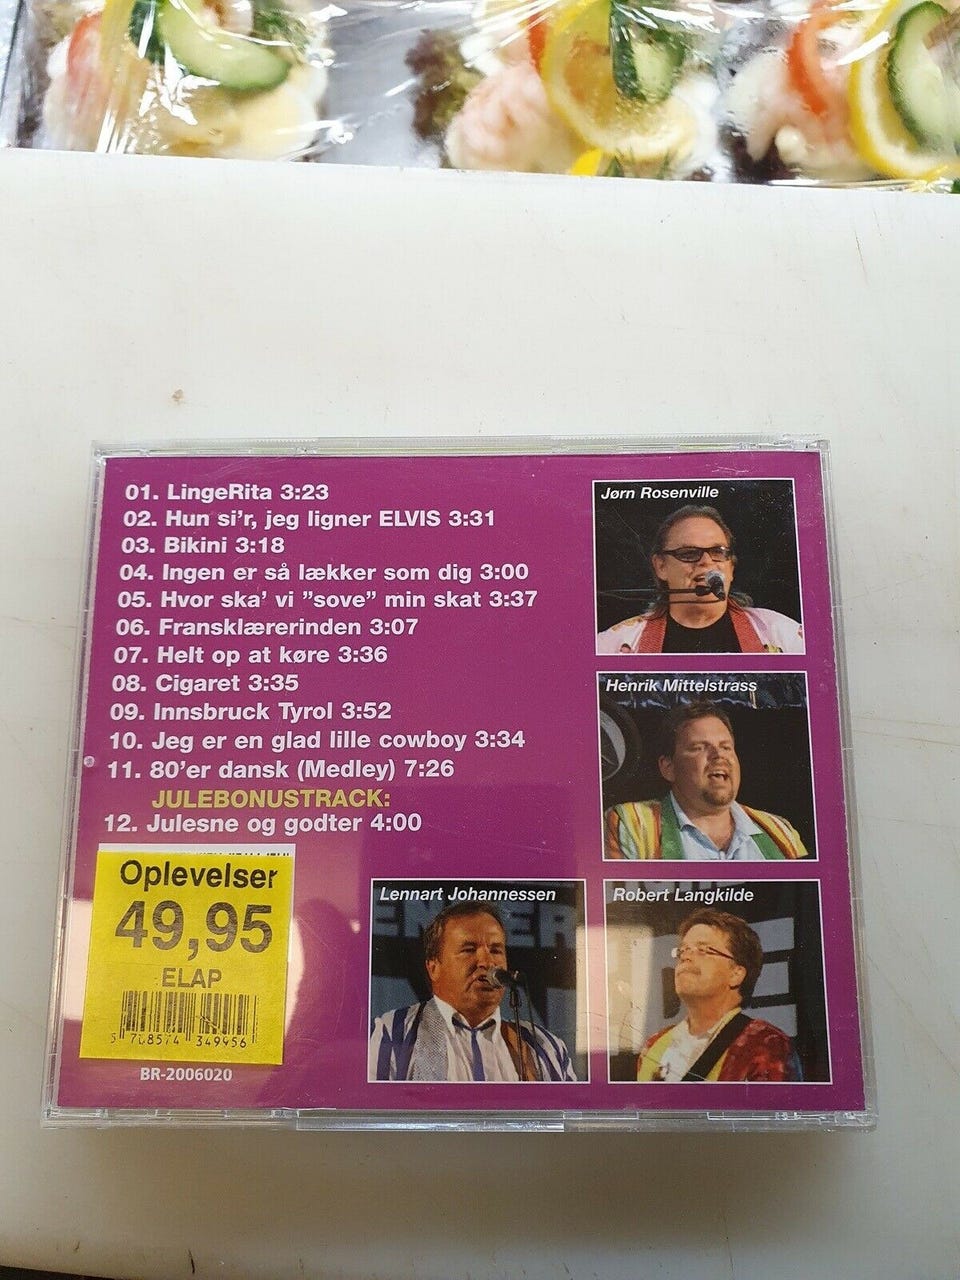 01. LingeRita 3:23
02. Hun si'r, jeg ligner ELVIS 3:31
03. Bikini 3:18
04. Ingen er så lækker som dig 3:00
05. Hvor ska' vi "sove" min skat 3:37
06. Fransklærerinden 3:07
07. Helt op at køre 3:36
08. Cigaret 3:35
09. Innsbruck Tyrol 3:52
10. Jeg er en glad lille cowboy 3:34
11. 80'er dansk (Medley) 7:26
JULEBONUSTRACK:
12. Julesne og godter 4:00
Jørn Rosenville
Henrik Mittelstrass
Lennart Johannessen
Robert Langkilde
Oplevelser
49,95
ELAP
5 708574 349956
BR-2006020